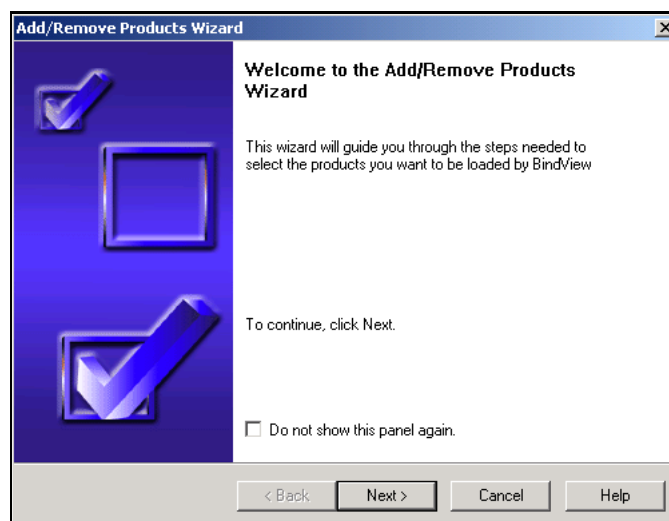 Add/Remove Products Wizard
Welcome to the Add/Remove Products
Wizard
This wizard will guide you through the steps needed to
select the products you want to be loaded by BindView
To continue, click Next.
Do not show this panel again.
< Back
Next >
Cancel
Help